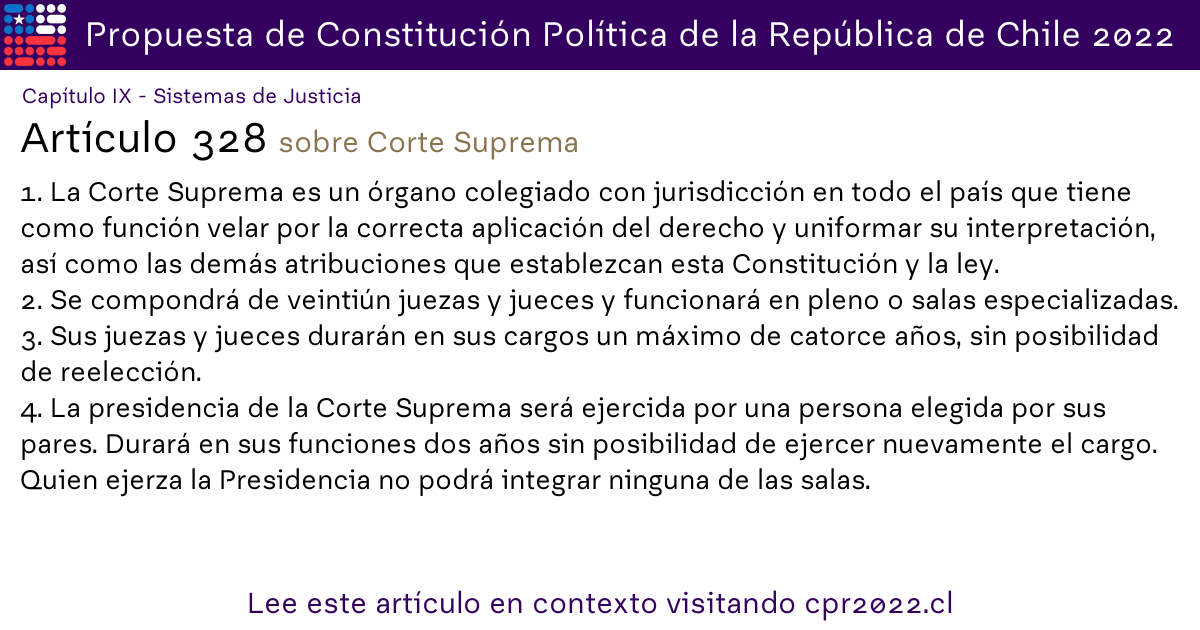 Propuesta de Constitución Política de la República de Chile 2022
Capítulo IX - Sistemas de Justicia
Artículo 328 sobre Corte Suprema
1. La Corte Suprema es un órgano colegiado con jurisdicción en todo el país que tiene
como función velar por la correcta aplicación del derecho y uniformar su interpretación,
así como las demás atribuciones que establezcan esta Constitución y la ley.
2. Se compondrá de veintiún juezas y jueces y funcionará en pleno o salas especializadas.
3. Sus juezas y jueces durarán en sus cargos un máximo de catorce años, sin posibilidad
de reelección.
4. La presidencia de la Corte Suprema será ejercida por una persona elegida por sus
pares. Durará en sus funciones dos años sin posibilidad de ejercer nuevamente el cargo.
Quien ejerza la Presidencia no podrá integrar ninguna de las salas.
Lee este artículo en contexto visitando cpr2022.cl